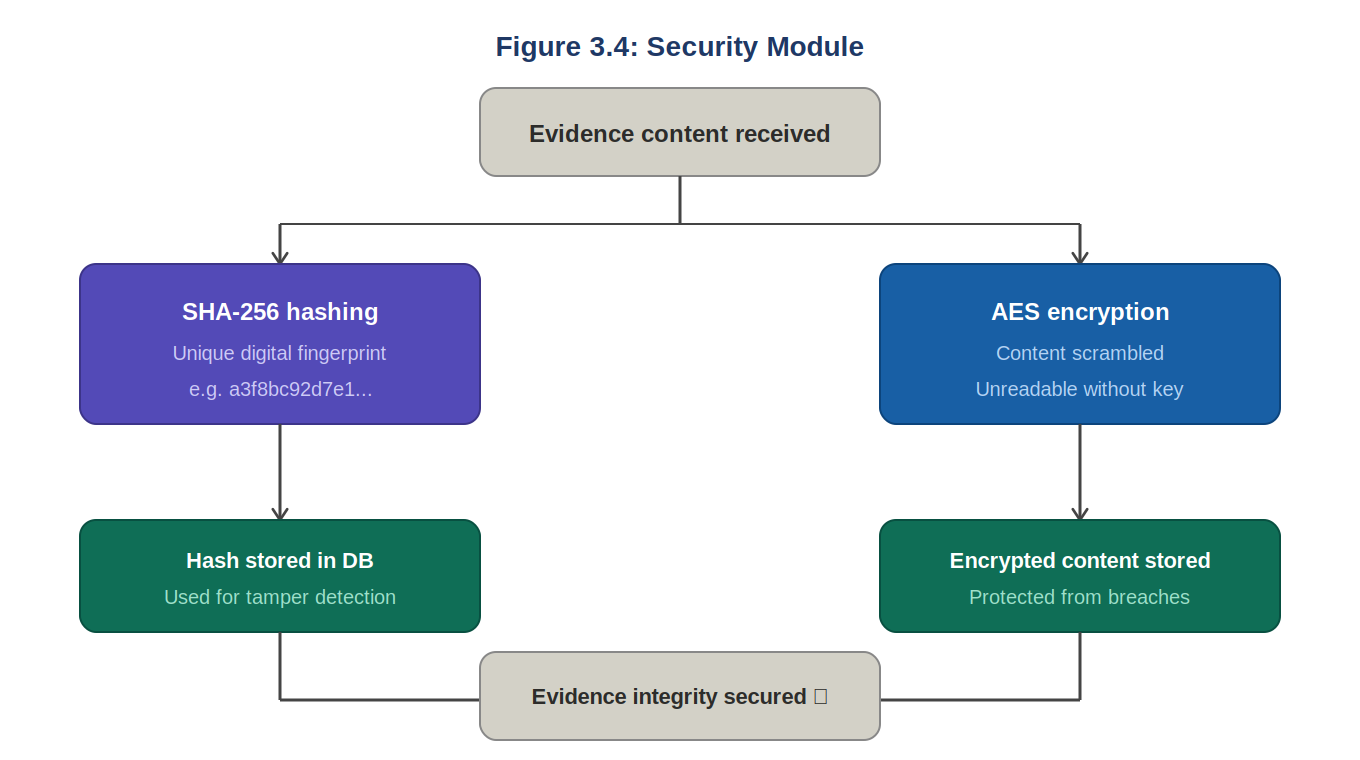 Figure 3.4: Security Module
Evidence content received
SHA-256 hashing
Unique digital fingerprint
e.g. a3f8bc92d7e1...
AES encryption
Content scrambled
Unreadable without key
Hash stored in DB
Used for tamper detection
Encrypted content stored
Protected from breaches
Evidence integrity secured